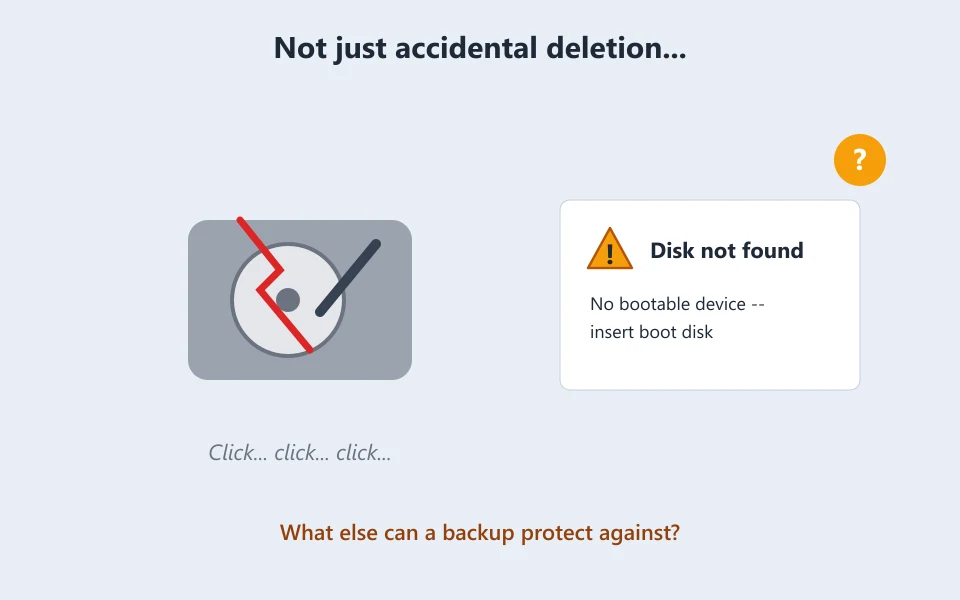 Not just accidental deletion...
?
! Disk not found
No bootable device --
insert boot disk
Click... click... click...
What else can a backup protect against?